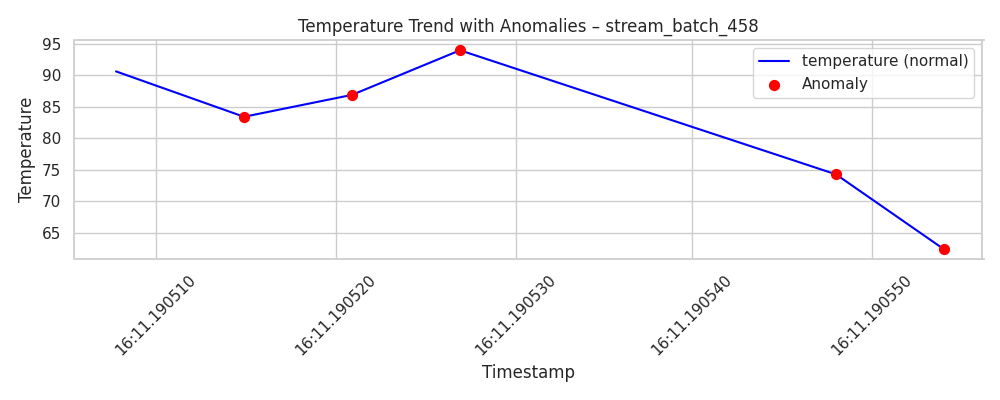 Temperature Trend with Anomalies – stream_batch_458
temperature (normal)
Anomaly
Temperature
95
90
85
80
75
70
65
16:11.190510
16:11.190520
16:11.190530
16:11.190540
16:11.190550
Timestamp